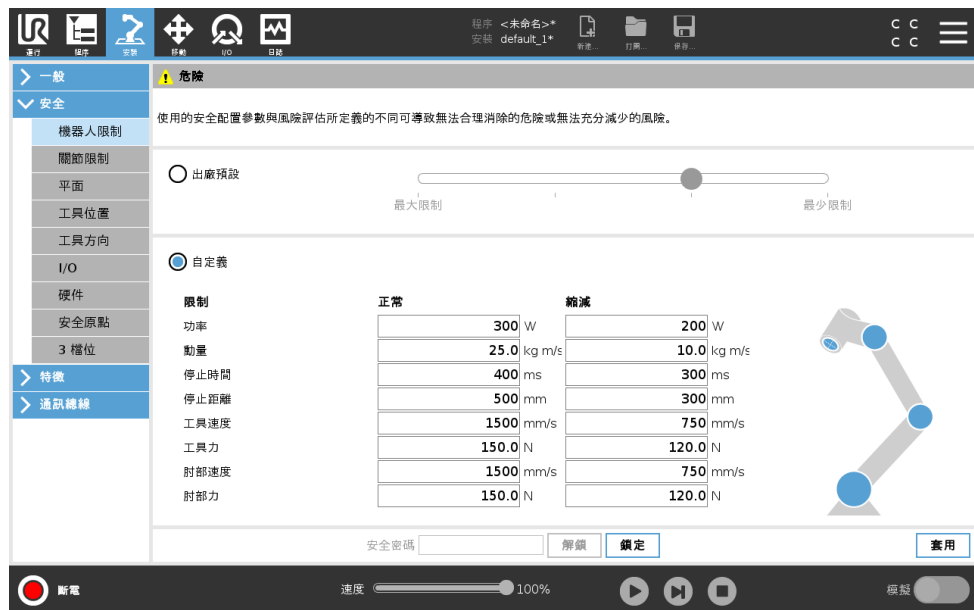 UR
運行
程序
安裝
移動
I/O
日誌
程序 <未命名>*
安裝 default_1*
新建...
打開...
保存...
C C
C C
一般
安全
機器人限制
關節限制
平面
工具位置
工具方向
I/O
硬件
安全原點
3 檔位
特徵
通訊總線
危險
使用的安全配置參數與風險評估所定義的不同可導致無法合理消除的危險或無法充分減少的風險。
出廠預設
最大限制 最少限制
自定義
限制 正常 縮減
功率 300 W 200 W
動量 25.0 kg m/s 10.0 kg m/s
停止時間 400 ms 300 ms
停止距離 500 mm 300 mm
工具速度 1500 mm/s 750 mm/s
工具力 150.0 N 120.0 N
肘部速度 1500 mm/s 750 mm/s
肘部力 150.0 N 120.0 N
安全密碼 解鎖 鎖定 套用
斷電 速度 100% 模擬